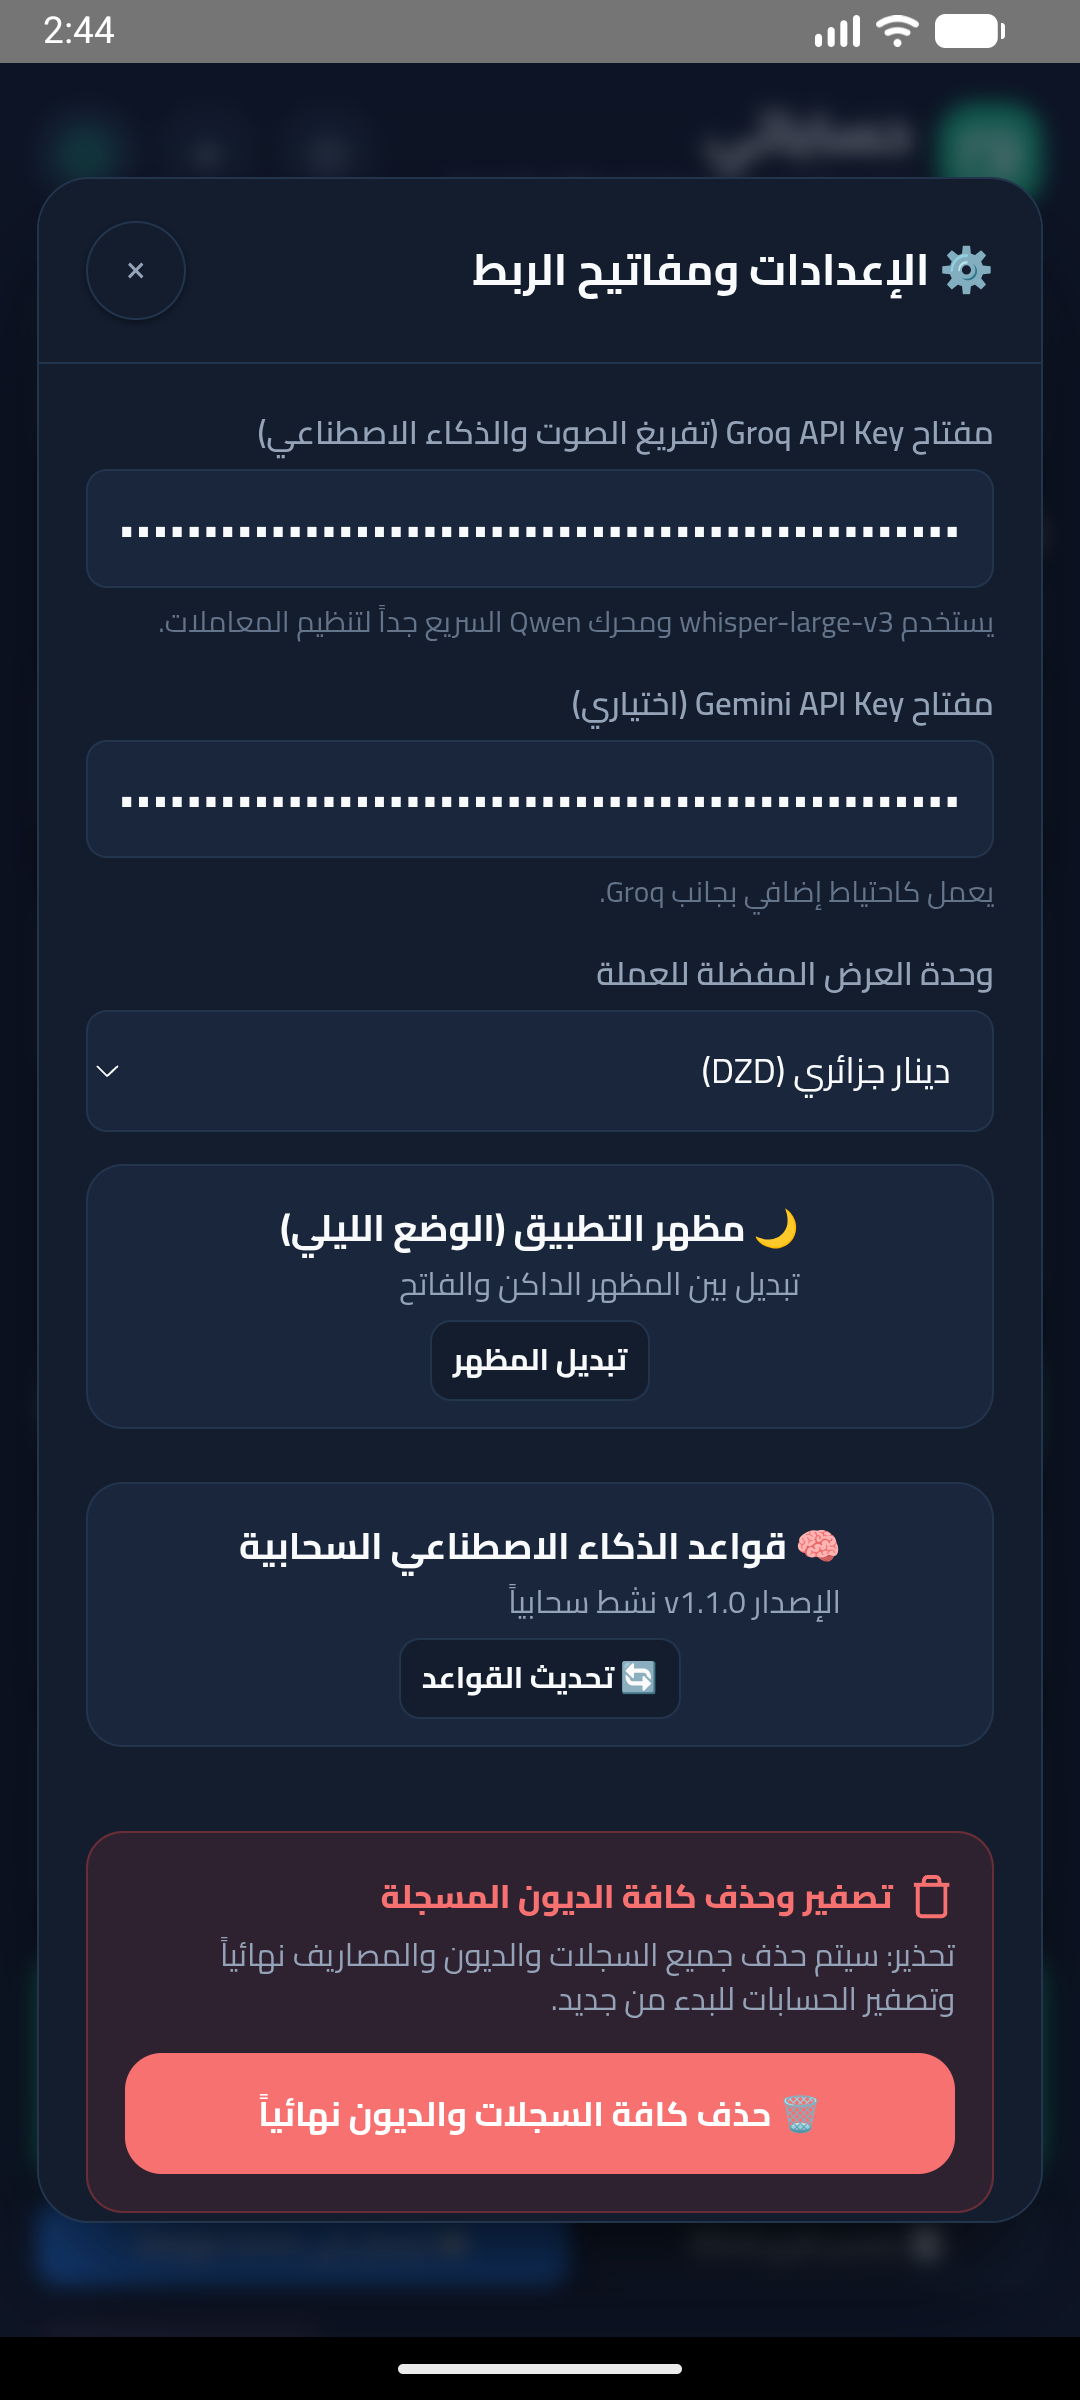 2:44
حساباتي
⚙️ الإعدادات ومفاتيح الربط
×
مفتاح Groq API Key (تفريغ الصوت والذكاء الاصطناعي)
يستخدم whisper-large-v3 ومحرك Qwen السريع جداً لتنظيم المعاملات.
مفتاح Gemini API Key (اختياري)
يعمل كاحتياط إضافي بجانب Groq.
وحدة العرض المفضلة للعملة
دينار جزائري (DZD)
🌙 مظهر التطبيق (الوضع الليلي)
تبديل بين المظهر الداكن والفاتح
تبديل المظهر
🧠 قواعد الذكاء الاصطناعي السحابية
الإصدار v1.1.0 نشط سحابياً
🔄 تحديث القواعد
تصفير وحذف كافة الديون المسجلة
تحذير: سيتم حذف جميع السجلات والديون والمصاريف نهائياً
وتصفير الحسابات للبدء من جديد.
🗑️ حذف كافة السجلات والديون نهائياً